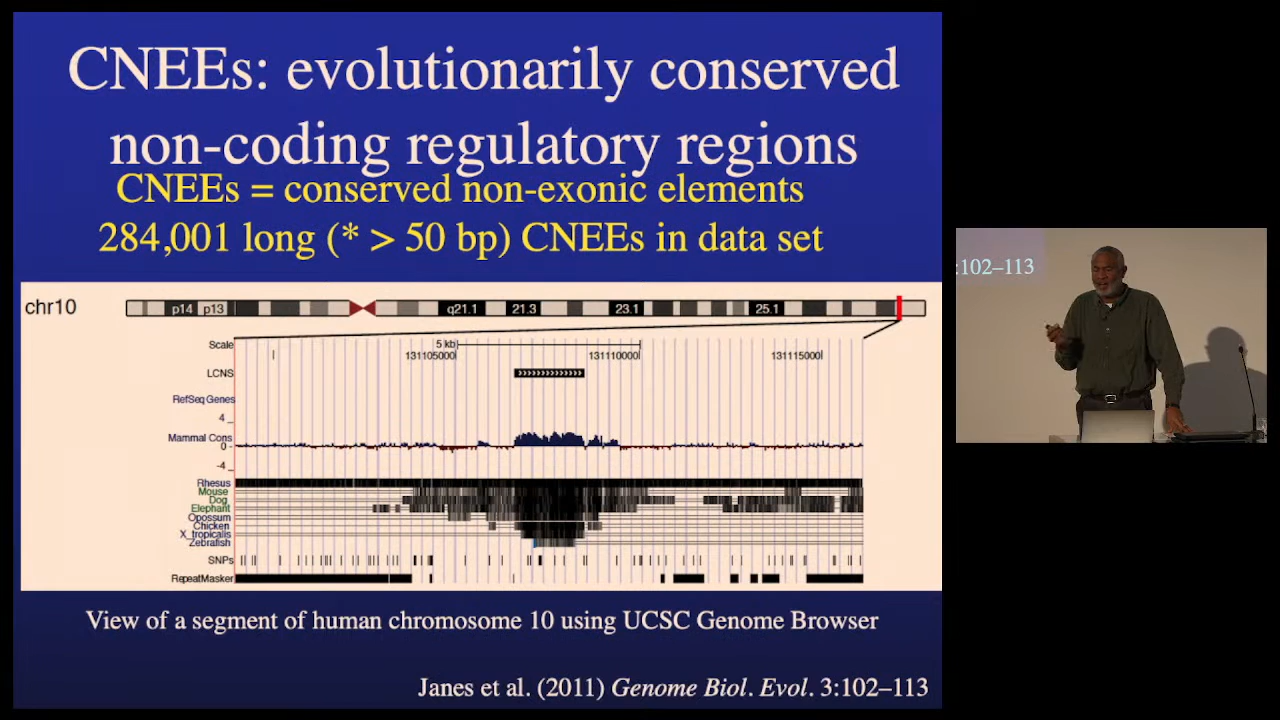 CNEEs: evolutionarily conserved
non-coding regulatory regions
CNEEs = conserved non-exonic elements
284,001 long (* > 50 bp) CNEEs in data set
chr10
p14 p13 q21.1 21.3 23.1 25.1
Scale 5 kb
131105000 131110000 131115000
LCNS
RefSeq Genes
4
Mammal Cons
0
-4
Rhesus
Mouse
Dog
Elephant
Opossum
Chicken
X_tropicalis
Zebrafish
SNPs
RepeatMasker
View of a segment of human chromosome 10 using UCSC Genome Browser
Janes et al. (2011) Genome Biol. Evol. 3:102–113
:102–113